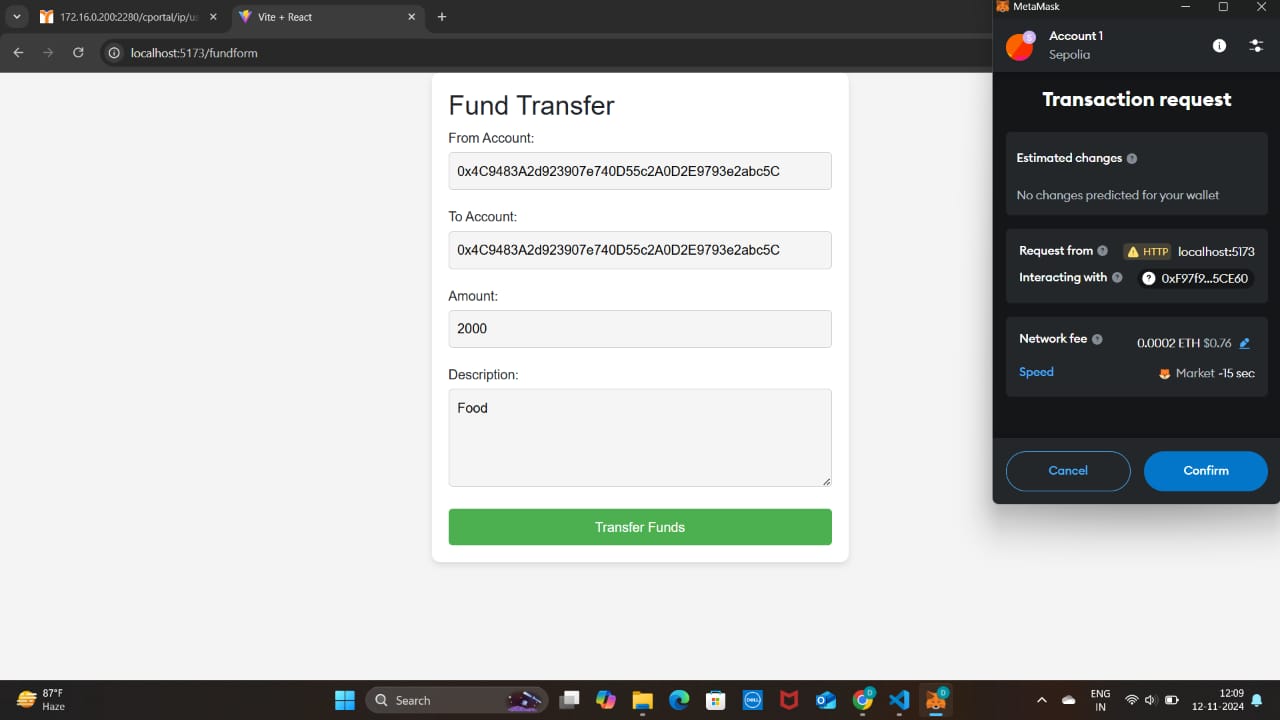 172.16.0.200:2280/cportal/ip/us
Vite + React
localhost:5173/fundform
Fund Transfer
From Account:
0x4C9483A2d923907e740D55c2A0D2E9793e2abc5C
To Account:
0x4C9483A2d923907e740D55c2A0D2E9793e2abc5C
Amount:
2000
Description:
Food
Transfer Funds
MetaMask
Account 1
Sepolia
Transaction request
Estimated changes
No changes predicted for your wallet
Request from HTTP localhost:5173
Interacting with 0xF97f9...5CE60
Network fee 0.0002 ETH $0.76
Speed Market ~15 sec
Cancel Confirm
87°F
Haze
Search
DELL
ENG
IN
12:09
12-11-2024